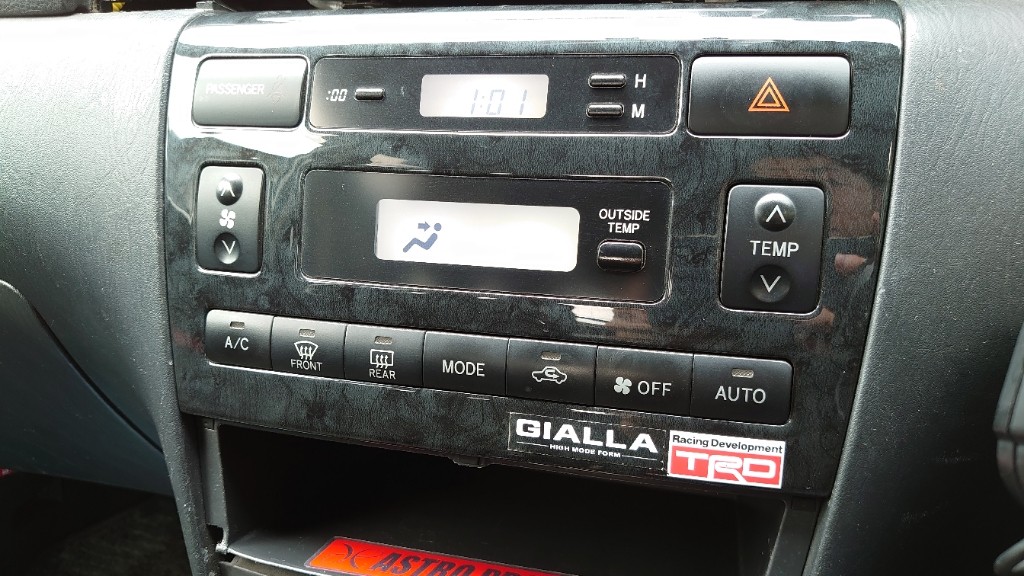 PASSENGER
:00
1:01
H
M
OUTSIDE
TEMP
TEMP
A/C
FRONT
REAR
MODE
OFF
AUTO
GIALLA
HIGH MODE FORM
Racing Development
TRD
ASTRO